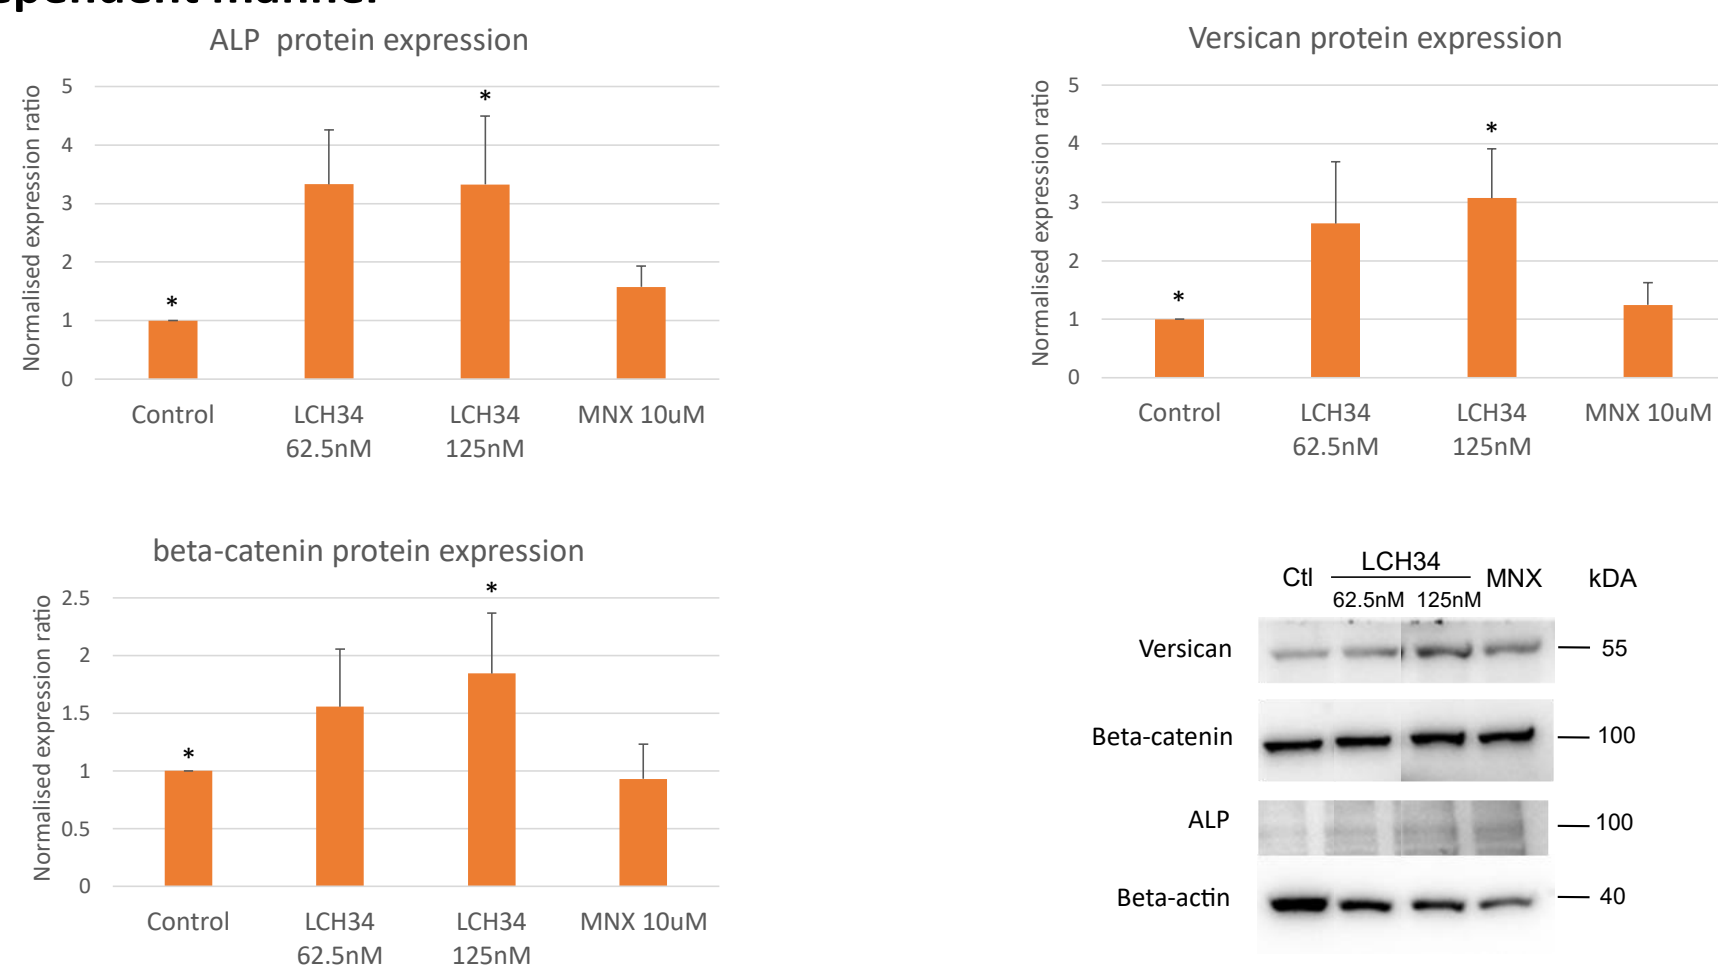 ependent manner
ALP protein expression
Normalised expression ratio
5
4
3
2
1
0
*
*
Control
LCH34
62.5nM
LCH34
125nM
MNX 10uM
Versican protein expression
Normalised expression ratio
5
4
3
2
1
0
*
*
Control
LCH34
62.5nM
LCH34
125nM
MNX 10uM
beta-catenin protein expression
Normalised expression ratio
2.5
2
1.5
1
0.5
0
*
*
Control
LCH34
62.5nM
LCH34
125nM
MNX 10uM
Ctl LCH34 MNX kDA
62.5nM 125nM
Versican 55
Beta-catenin 100
ALP 100
Beta-actin 40